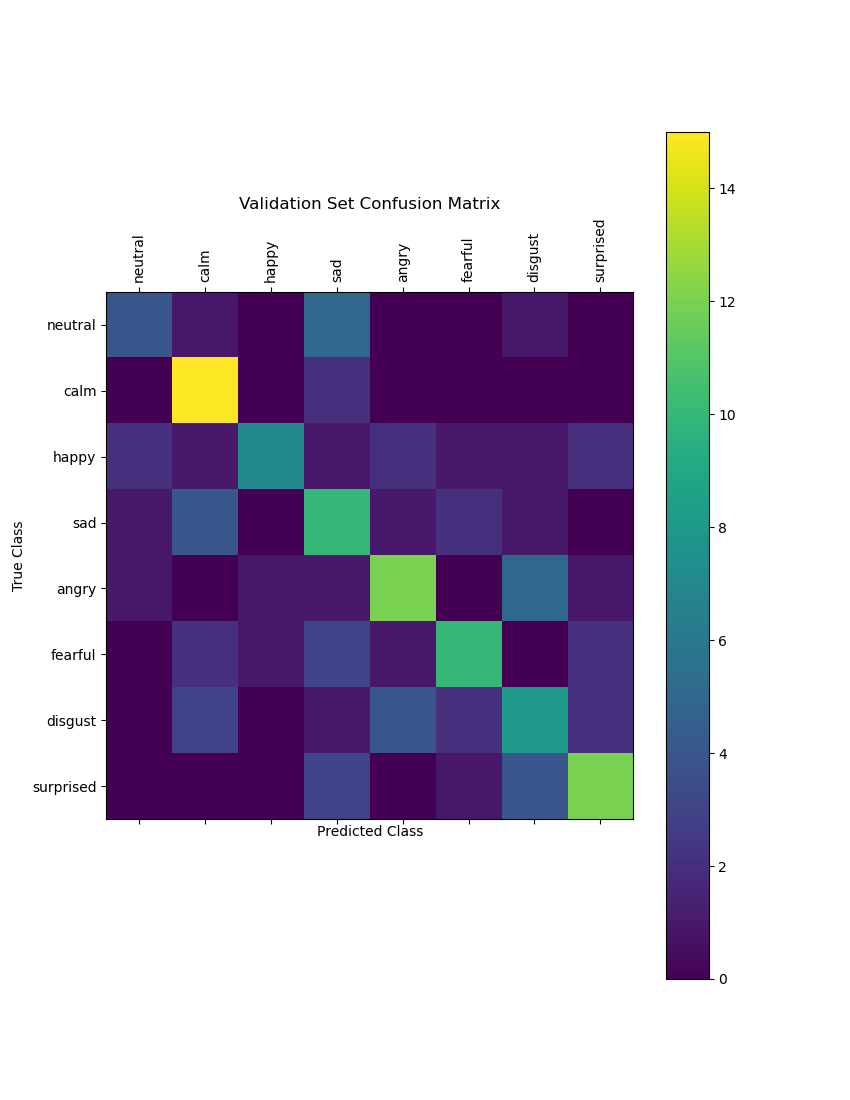 Validation Set Confusion Matrix
neutral
calm
happy
sad
angry
fearful
disgust
surprised
True Class
neutral
calm
happy
sad
angry
fearful
disgust
surprised
Predicted Class
14
12
10
8
6
4
2
0